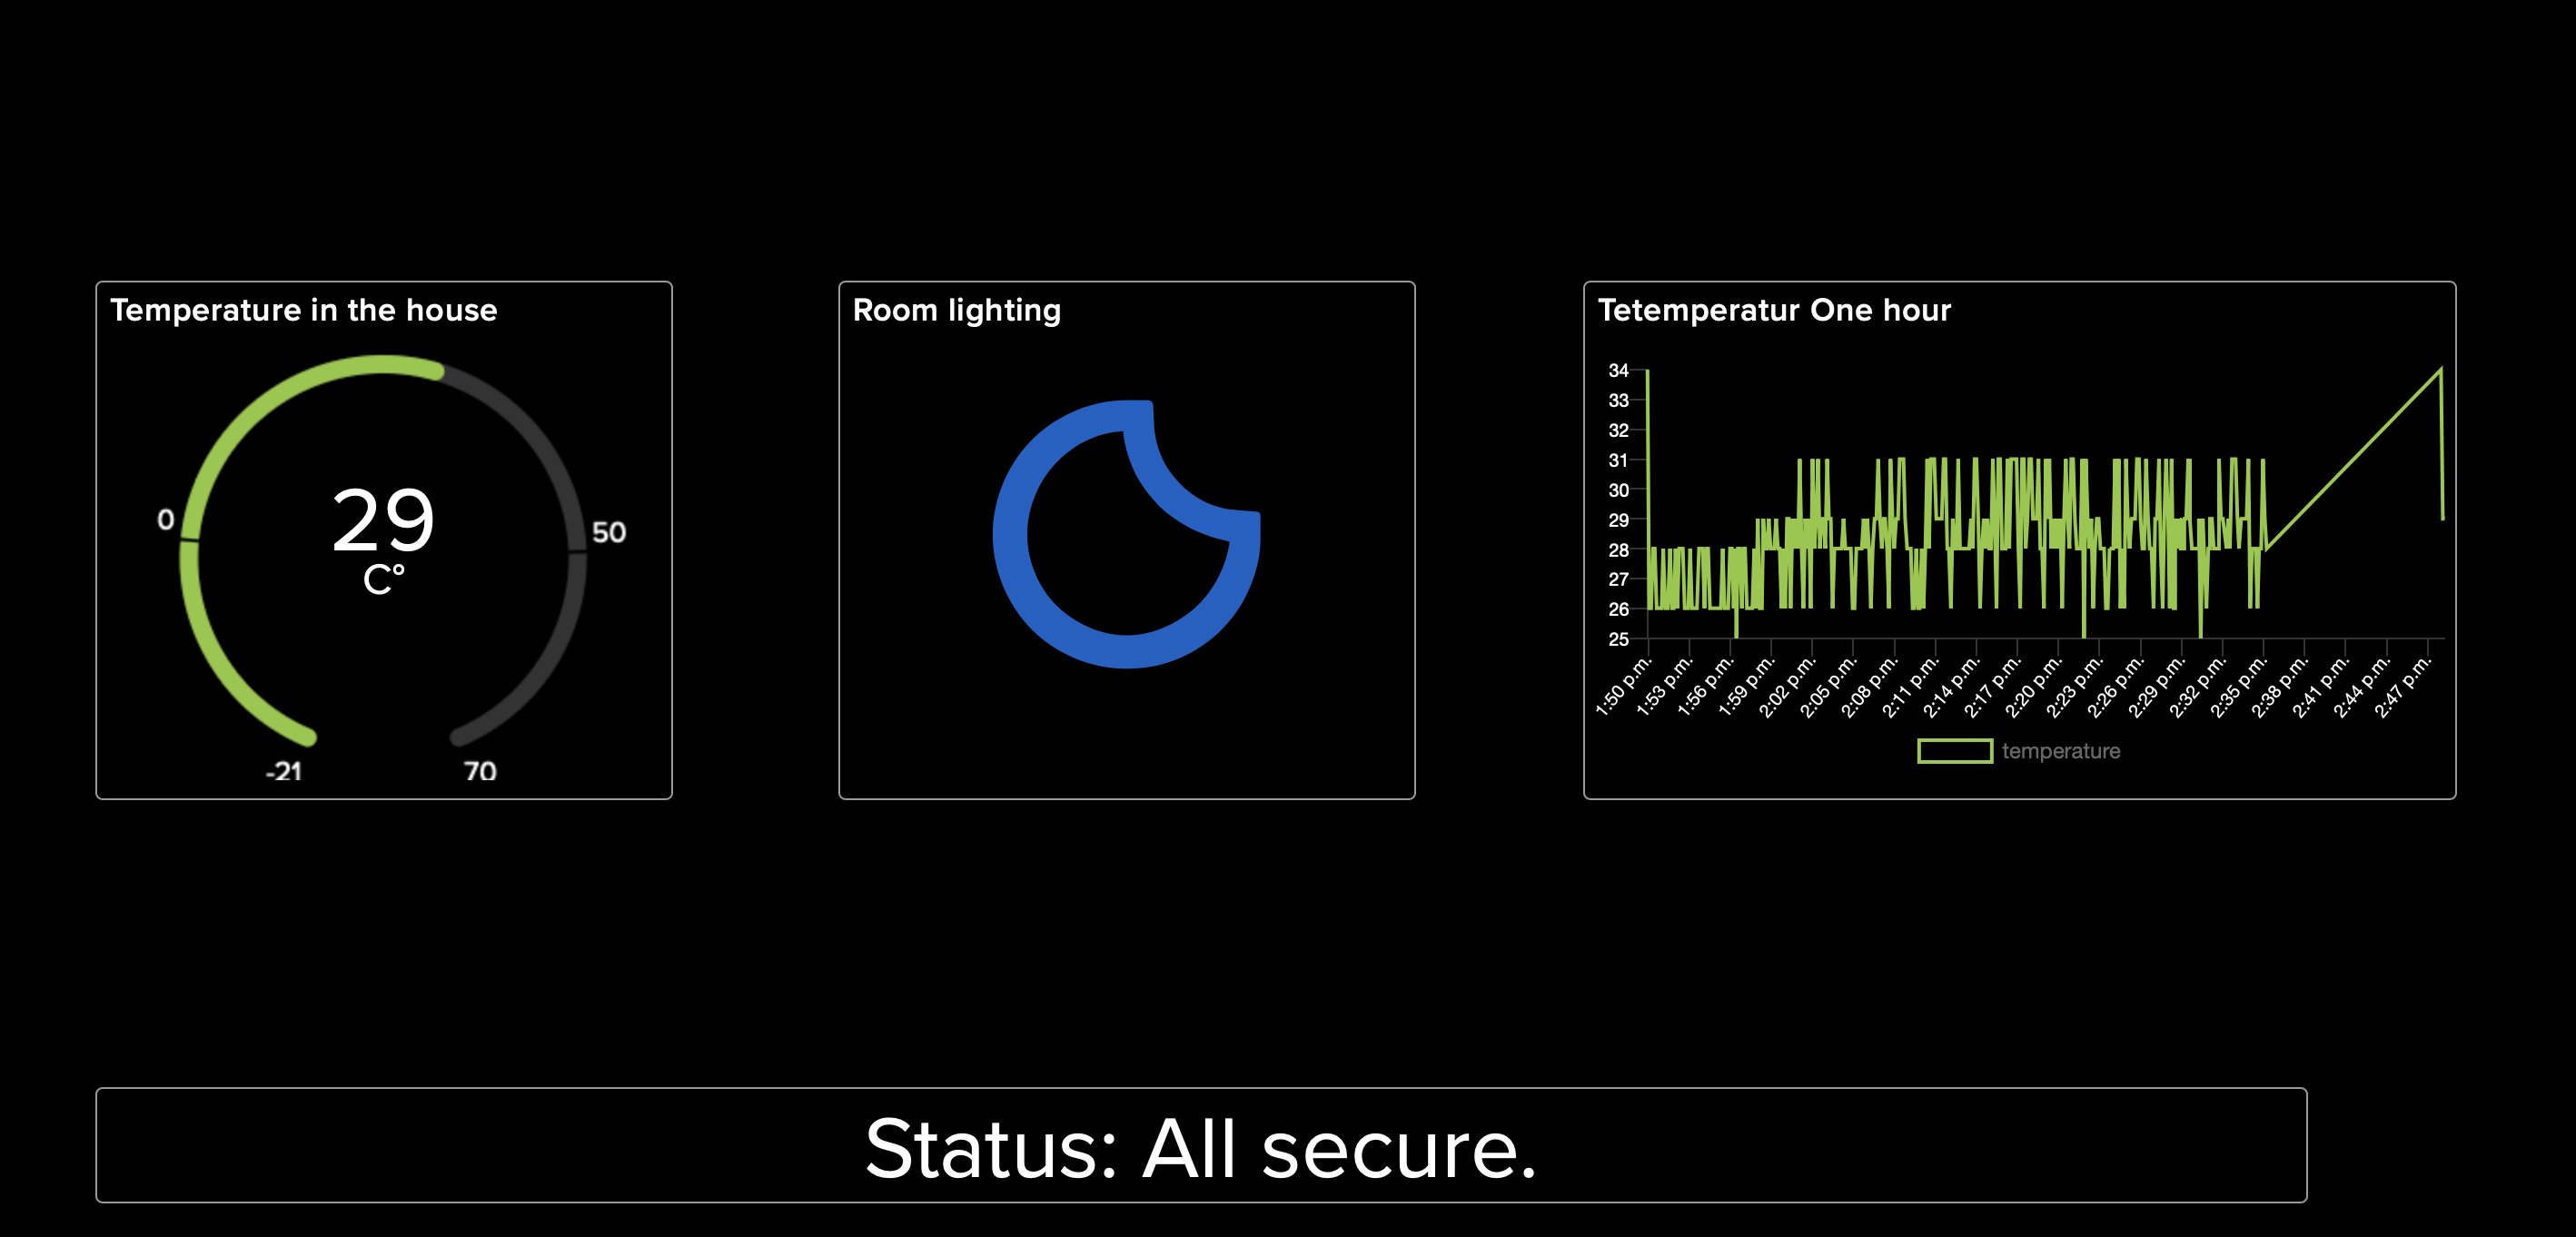 Temperature in the house
0
50
29
C°
-21
70
Room lighting
Tetemperatur One hour
34
33
32
31
30
29
28
27
26
25
1:50 p.m.
1:53 p.m.
1:56 p.m.
1:59 p.m.
2:02 p.m.
2:05 p.m.
2:08 p.m.
2:11 p.m.
2:14 p.m.
2:17 p.m.
2:20 p.m.
2:23 p.m.
2:26 p.m.
2:29 p.m.
2:32 p.m.
2:35 p.m.
2:38 p.m.
2:41 p.m.
2:44 p.m.
2:47 p.m.
temperature
Status: All secure.